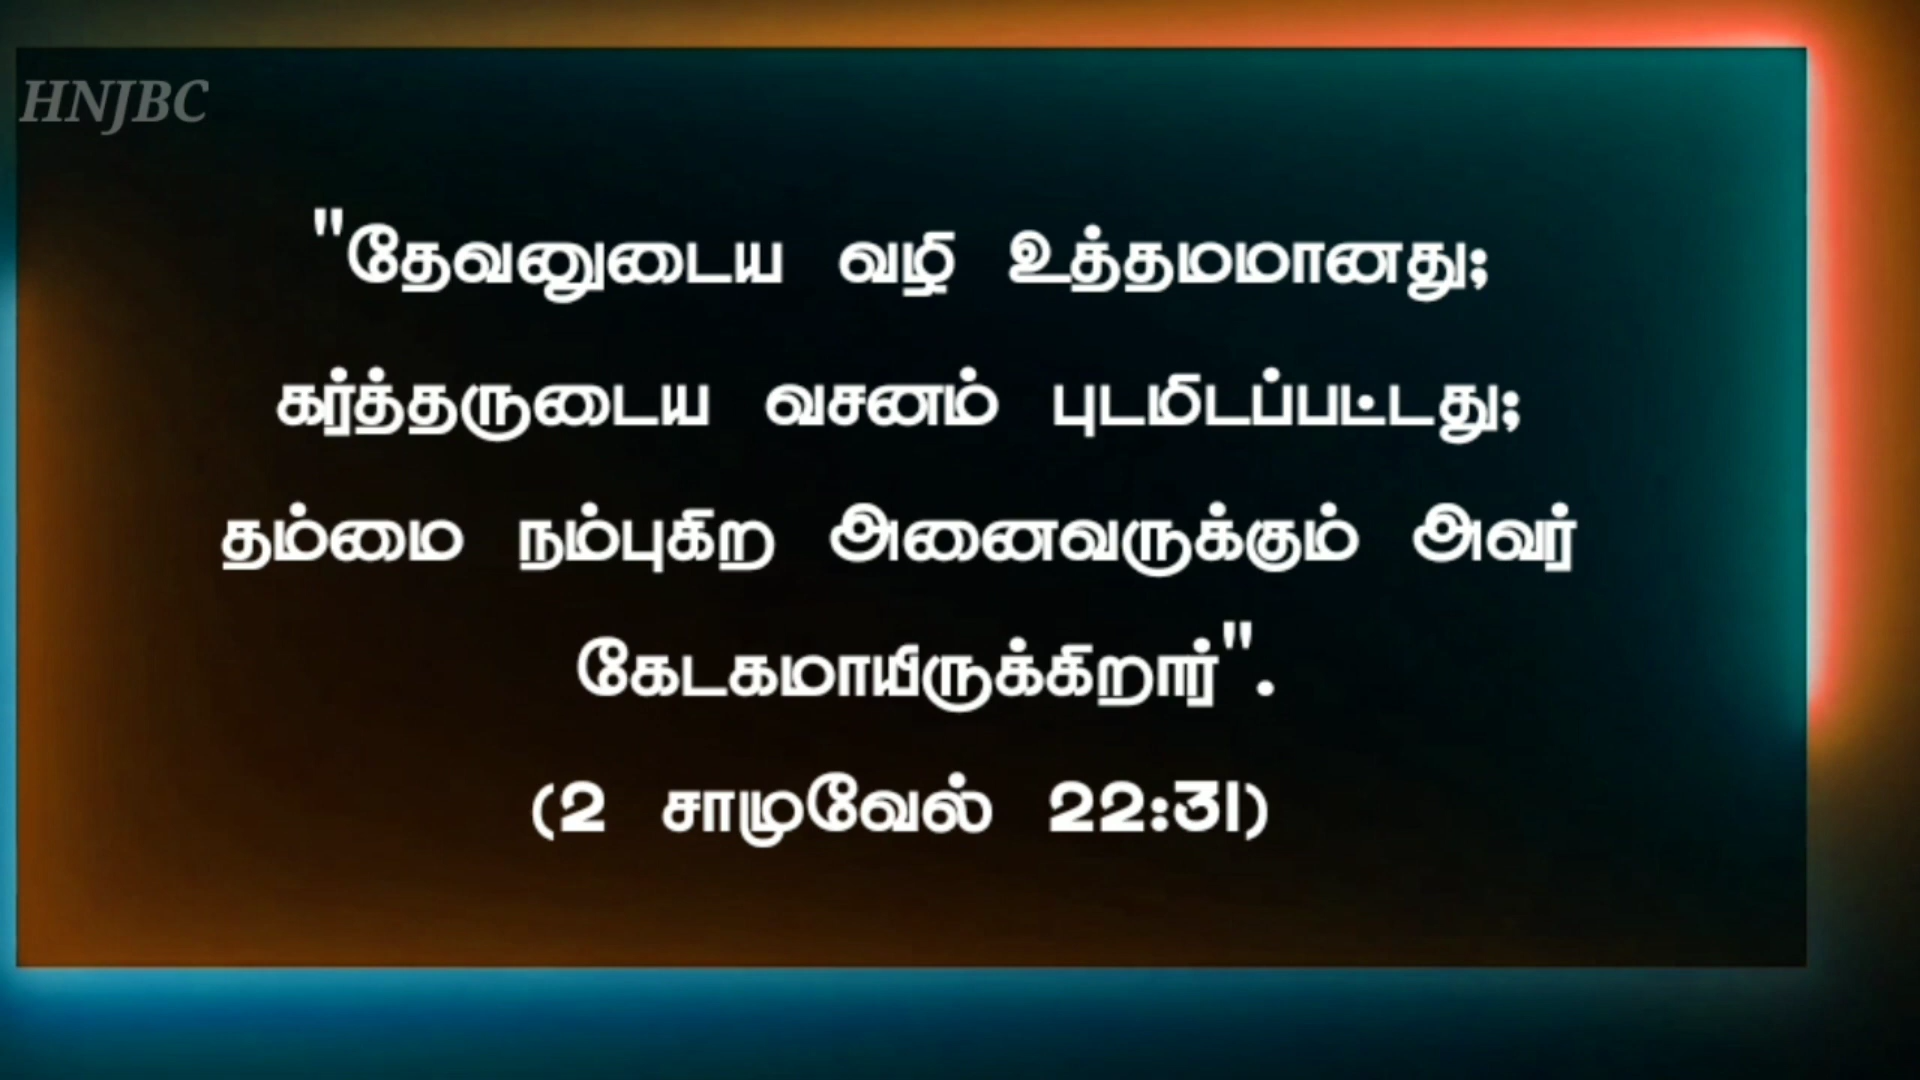 HNJBC
"தேவனுடைய வழி உத்தமமானது;
கர்த்தருடைய வசனம் புடமிடப்பட்டது;
தம்மை நம்புகிற அனைவருக்கும் அவர்
கேடகமாயிருக்கிறார்".
(2 சாமுவேல் 22:31)